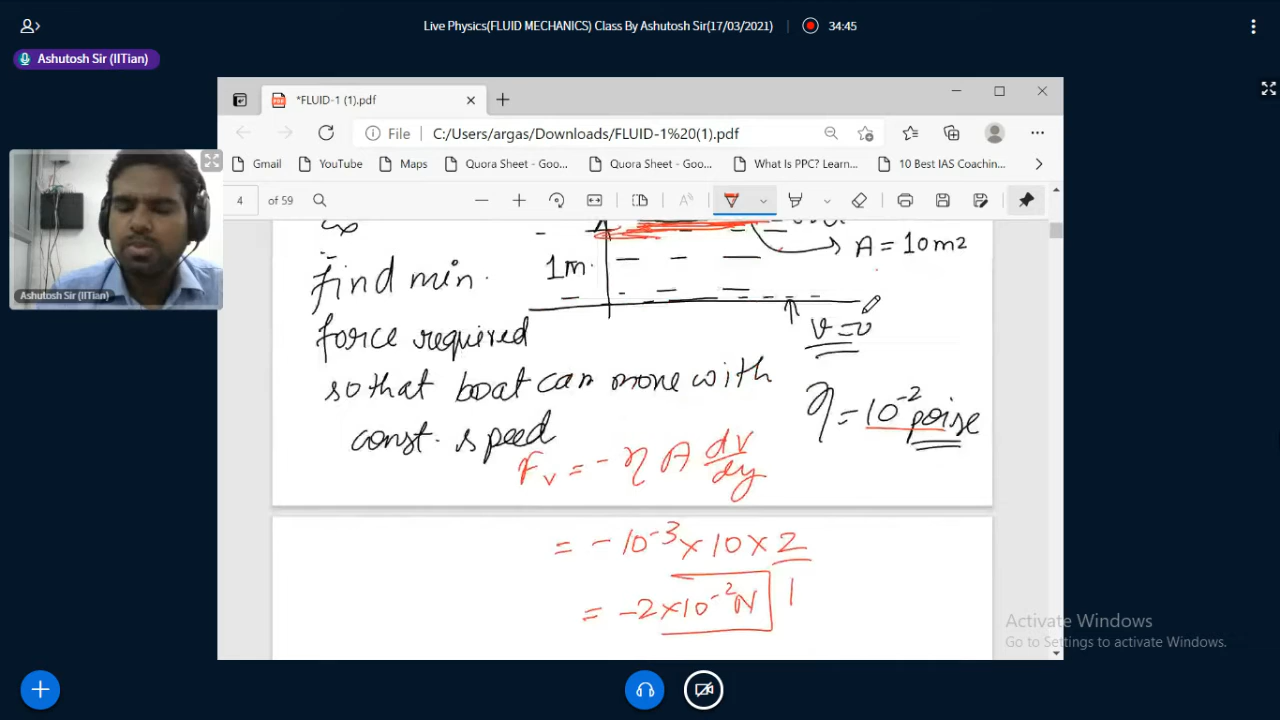 Live Physics(FLUID MECHANICS) Class By Ashutosh Sir(17/03/2021)
34:45
Ashutosh Sir (IITian)
*FLUID-1 (1).pdf
File
C:/Users/argas/Downloads/FLUID-1%20(1).pdf
Gmail
YouTube
Maps
Quora Sheet - Goo...
Quora Sheet - Goo...
What Is PPC? Learn...
10 Best IAS Coachin...
4 of 59
A = 10m2
find min.
1m.
force required
v=0
so that boat can move with
η = 10⁻² poise
const. speed
Fv = - η A dv/dy
= - 10⁻³ × 10 × 2/1
= -2×10⁻² N
Ashutosh Sir (IITian)
Activate Windows
Go to Settings to activate Windows.